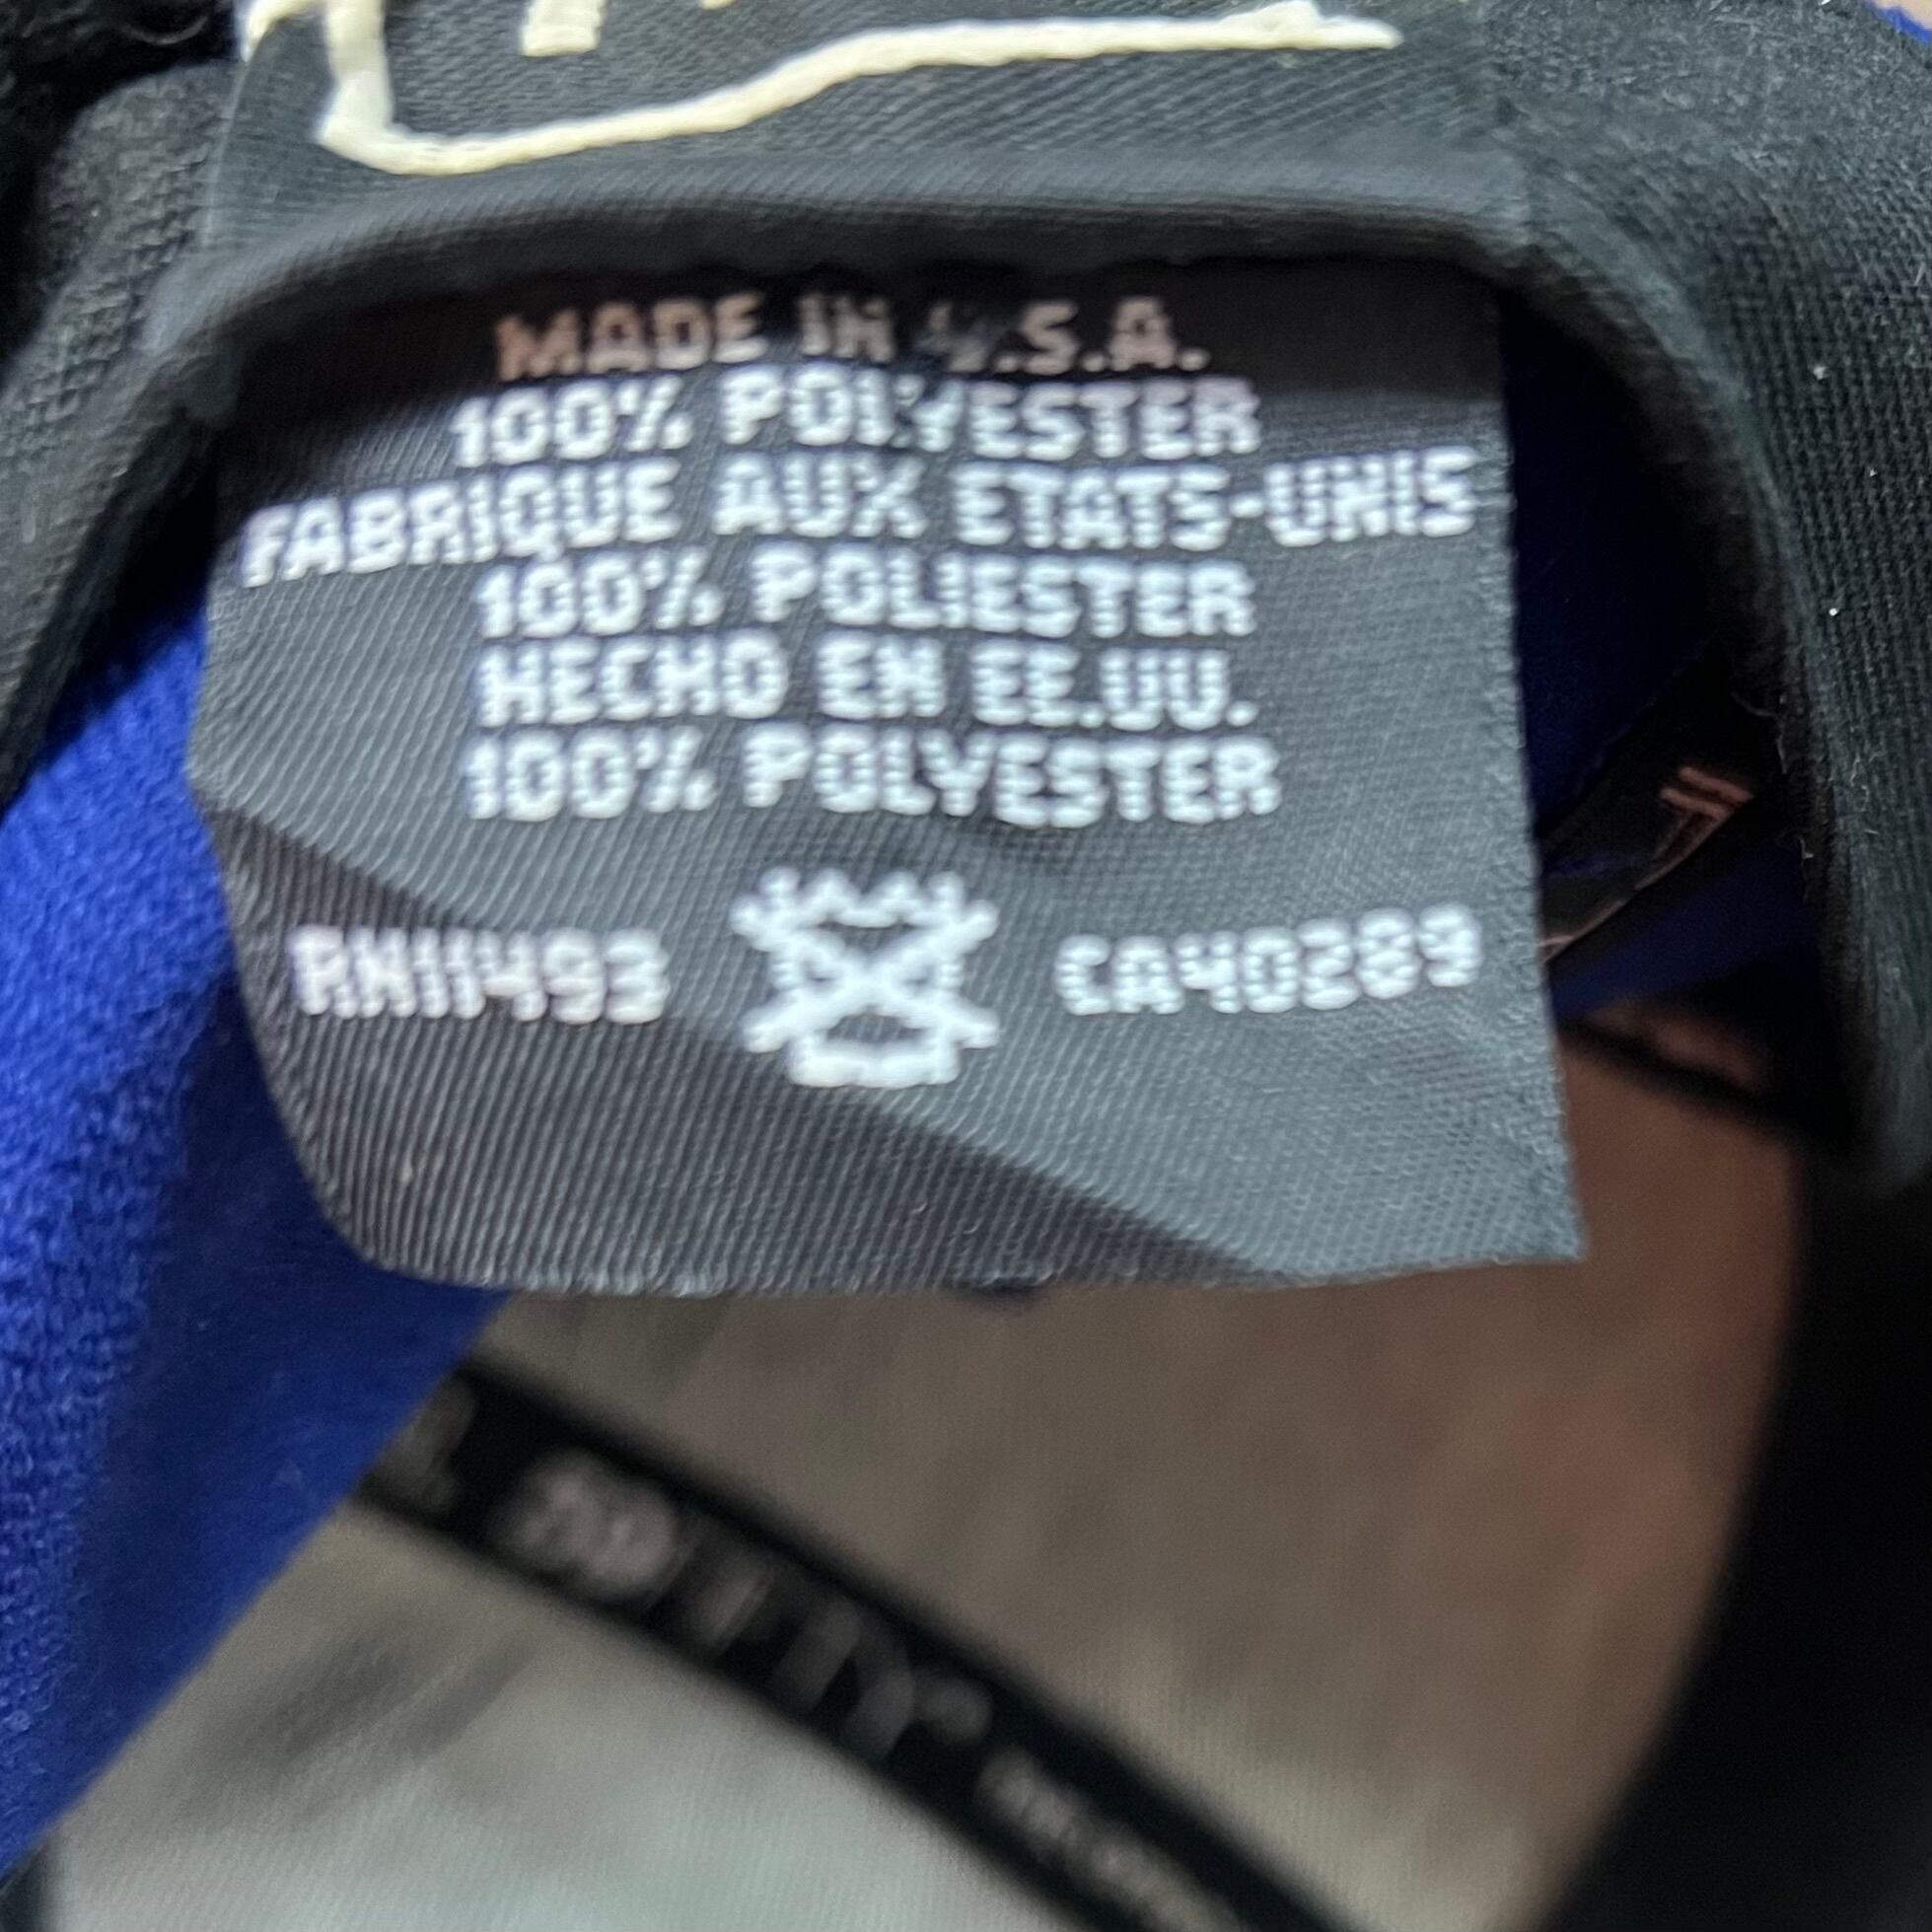 MADE IN U.S.A.
100% POLYESTER
FABRIQUE AUX ETATS-UNIS
100% POLIESTER
HECHO EN EE.UU.
100% POLYESTER
RN11493 CA40289